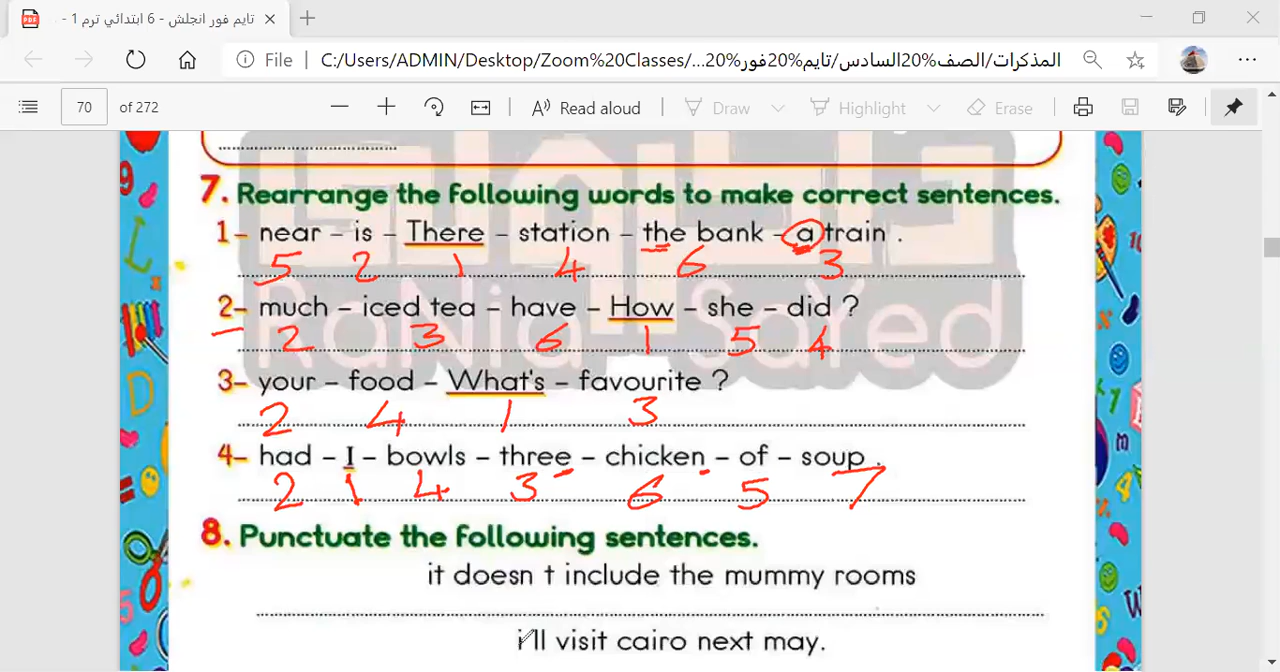 تايم فور انجلش - 6 ابتدائي ترم 1 -
File
C:/Users/ADMIN/Desktop/Zoom%20Classes/المذكرات/الصف%20السادس/تايم%20فور%20...
70 of 272
Read aloud
Draw
Highlight
Erase
7. Rearrange the following words to make correct sentences.
1- near - is - There - station - the bank - a train .
5 2 1 4 6 3
2- much - iced tea - have - How - she - did ?
2 3 6 1 5 4
3- your - food - What's - favourite ?
2 4 1 3
4- had - I - bowls - three - chicken - of - soup .
2 1 4 3 6 5 7
Rania Sayed
8. Punctuate the following sentences.
it doesn t include the mummy rooms
i'll visit cairo next may.